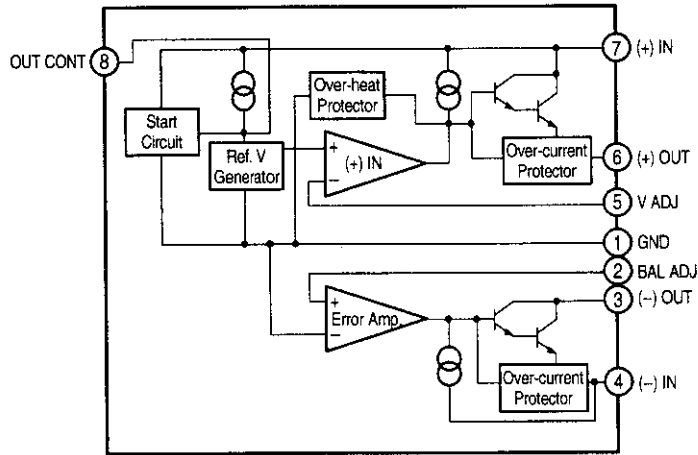 OUT CONT 8
7 (+) IN
Over-heat
Protector
Start
Circuit
Ref. V
Generator
+
(+) IN
−
Over-current
Protector
6 (+) OUT
5 V ADJ
1 GND
2 BAL ADJ
3 (−) OUT
+
Error Amp.
−
Over-current
Protector
4 (−) IN